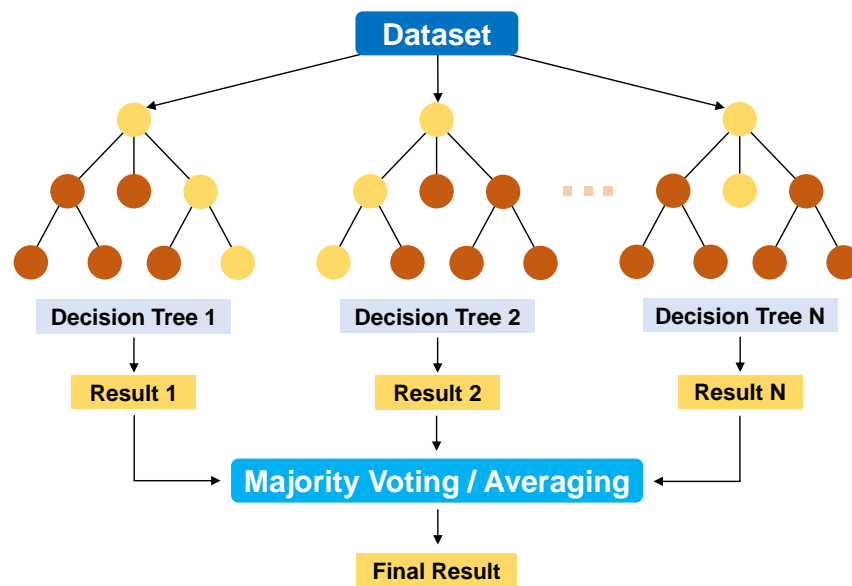 Dataset
Decision Tree 1
Decision Tree 2
Decision Tree N
Result 1
Result 2
Result N
Majority Voting / Averaging
Final Result